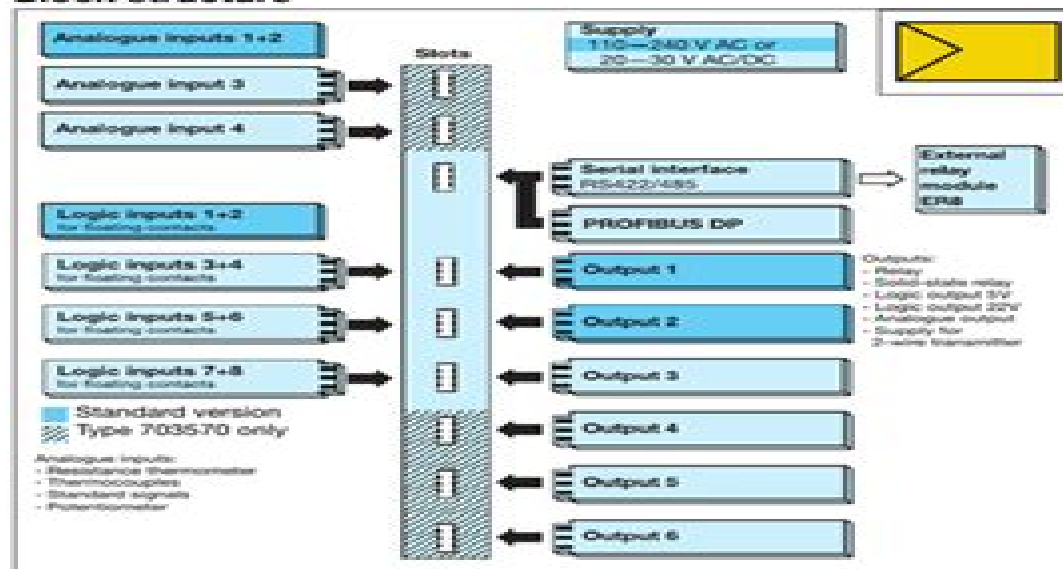 Block structure
Analogue inputs 1+2
Analogue input 3
Analogue input 4
Logic inputs 1+2
for floating contacts
Logic inputs 3+4
for floating contacts
Logic inputs 5+6
for floating contacts
Logic inputs 7+8
for floating contacts
Standard version
Type 703570 only
Analogue inputs:
- Resistance thermometer
- Thermocouples
- Standard signals
- Potentiometer
Slots
Supply
110—240 V AC or
20—30 V AC/DC
Serial interface
RS422/485
PROFIBUS DP
Output 1
Output 2
Output 3
Output 4
Output 5
Output 6
External
relay
module
ER8
Outputs:
- Relay
- Solid-state relay
- Logic output 5V
- Logic output 22V
- Analogue output
- Supply for
2-wire transmitter